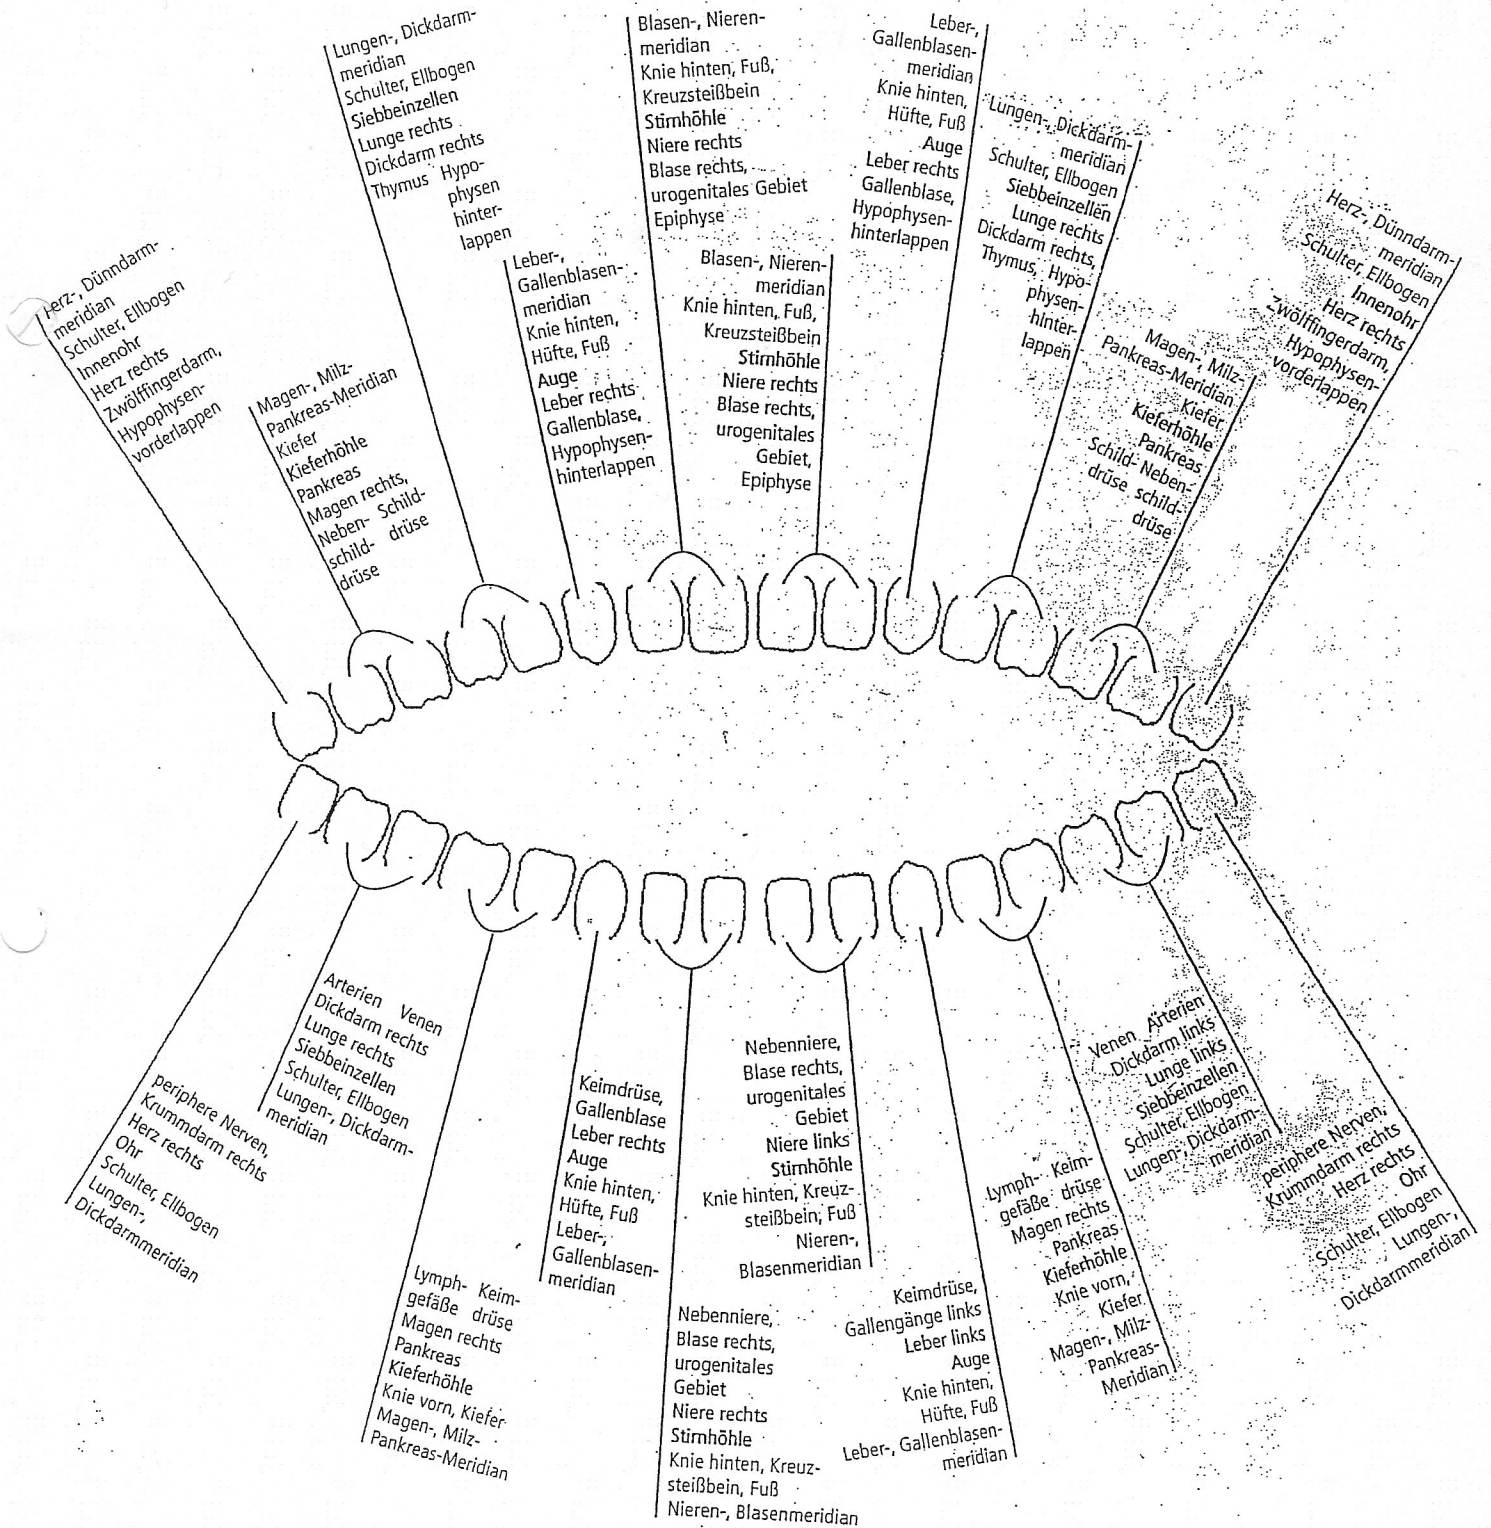 Herz-, Dünndarm-
meridian
Schulter, Ellbogen
Innenohr
Herz rechts
Zwölffingerdarm,
Hypophysen-
vorderlappen
Magen-, Milz-
Pankreas-Meridian
Kiefer
Kieferhöhle
Pankreas
Magen rechts,
Neben- Schild-
schild- drüse
drüse
Lungen-, Dickdarm-
meridian
Schulter, Ellbogen
Siebbeinzellen
Lunge rechts
Dickdarm rechts
Thymus Hypo-
physen
hinter-
lappen
Leber-,
Gallenblasen-
meridian
Knie hinten,
Hüfte, Fuß
Auge
Leber rechts
Gallenblase,
Hypophysen-
hinterlappen
Blasen-, Nieren-
meridian
Knie hinten, Fuß,
Kreuzsteißbein
Stirnhöhle
Niere rechts
Blase rechts,
urogenitales Gebiet
Epiphyse
Blasen-, Nieren-
meridian
Knie hinten, Fuß,
Kreuzsteißbein
Stirnhöhle
Niere rechts
Blase rechts,
urogenitales
Gebiet,
Epiphyse
Leber-,
Gallenblasen-
meridian
Knie hinten,
Hüfte, Fuß
Auge
Leber rechts
Gallenblase,
Hypophysen-
hinterlappen
Lungen-, Dickdarm-
meridian
Schulter, Ellbogen
Siebbeinzellen
Lunge rechts
Dickdarm rechts,
Thymus, Hypo-
physen-
hinter-
lappen
Magen-, Milz-
Pankreas-Meridian
Kiefer
Kieferhöhle
Pankreas
Schild- Neben-
drüse schild-
drüse
Herz-, Dünndarm-
meridian
Schulter, Ellbogen
Innenohr
Herz rechts
Zwölffingerdarm,
Hypophysen-
vorderlappen
periphere Nerven,
Krummdarm rechts
Herz rechts
Ohr
Schulter, Ellbogen
Lungen-,
Dickdarmmeridian
Arterien Venen
Dickdarm rechts
Lunge rechts
Siebbeinzellen
Schulter, Ellbogen
Lungen-, Dickdarm-
meridian
Lymph- Keim-
gefäße drüse
Magen rechts
Pankreas
Kieferhöhle
Knie vorn, Kiefer
Magen-, Milz-
Pankreas-Meridian
Keimdrüse,
Gallenblase
Leber rechts
Auge
Knie hinten,
Hüfte, Fuß
Leber-,
Gallenblasen-
meridian
Nebenniere,
Blase rechts,
urogenitales
Gebiet
Niere rechts
Stirnhöhle
Knie hinten, Kreuz-
steißbein, Fuß
Nieren-, Blasenmeridian
Nebenniere,
Blase rechts,
urogenitales
Gebiet
Niere links
Stirnhöhle
Knie hinten, Kreuz-
steißbein, Fuß
Nieren-,
Blasenmeridian
Keimdrüse,
Gallengänge links
Leber links
Auge
Knie hinten,
Hüfte, Fuß
Leber-, Gallenblasen-
meridian
Lymph- Keim-
gefäße drüse
Magen rechts
Pankreas
Kieferhöhle
Knie vorn,
Kiefer
Magen-, Milz-
Pankreas-
Meridian
Venen Arterien
Dickdarm links
Lunge links
Siebbeinzellen
Schulter, Ellbogen
Lungen-, Dickdarm-
meridian
periphere Nerven,
Krummdarm rechts
Herz rechts
Ohr
Schulter, Ellbogen
Lungen-,
Dickdarmmeridian